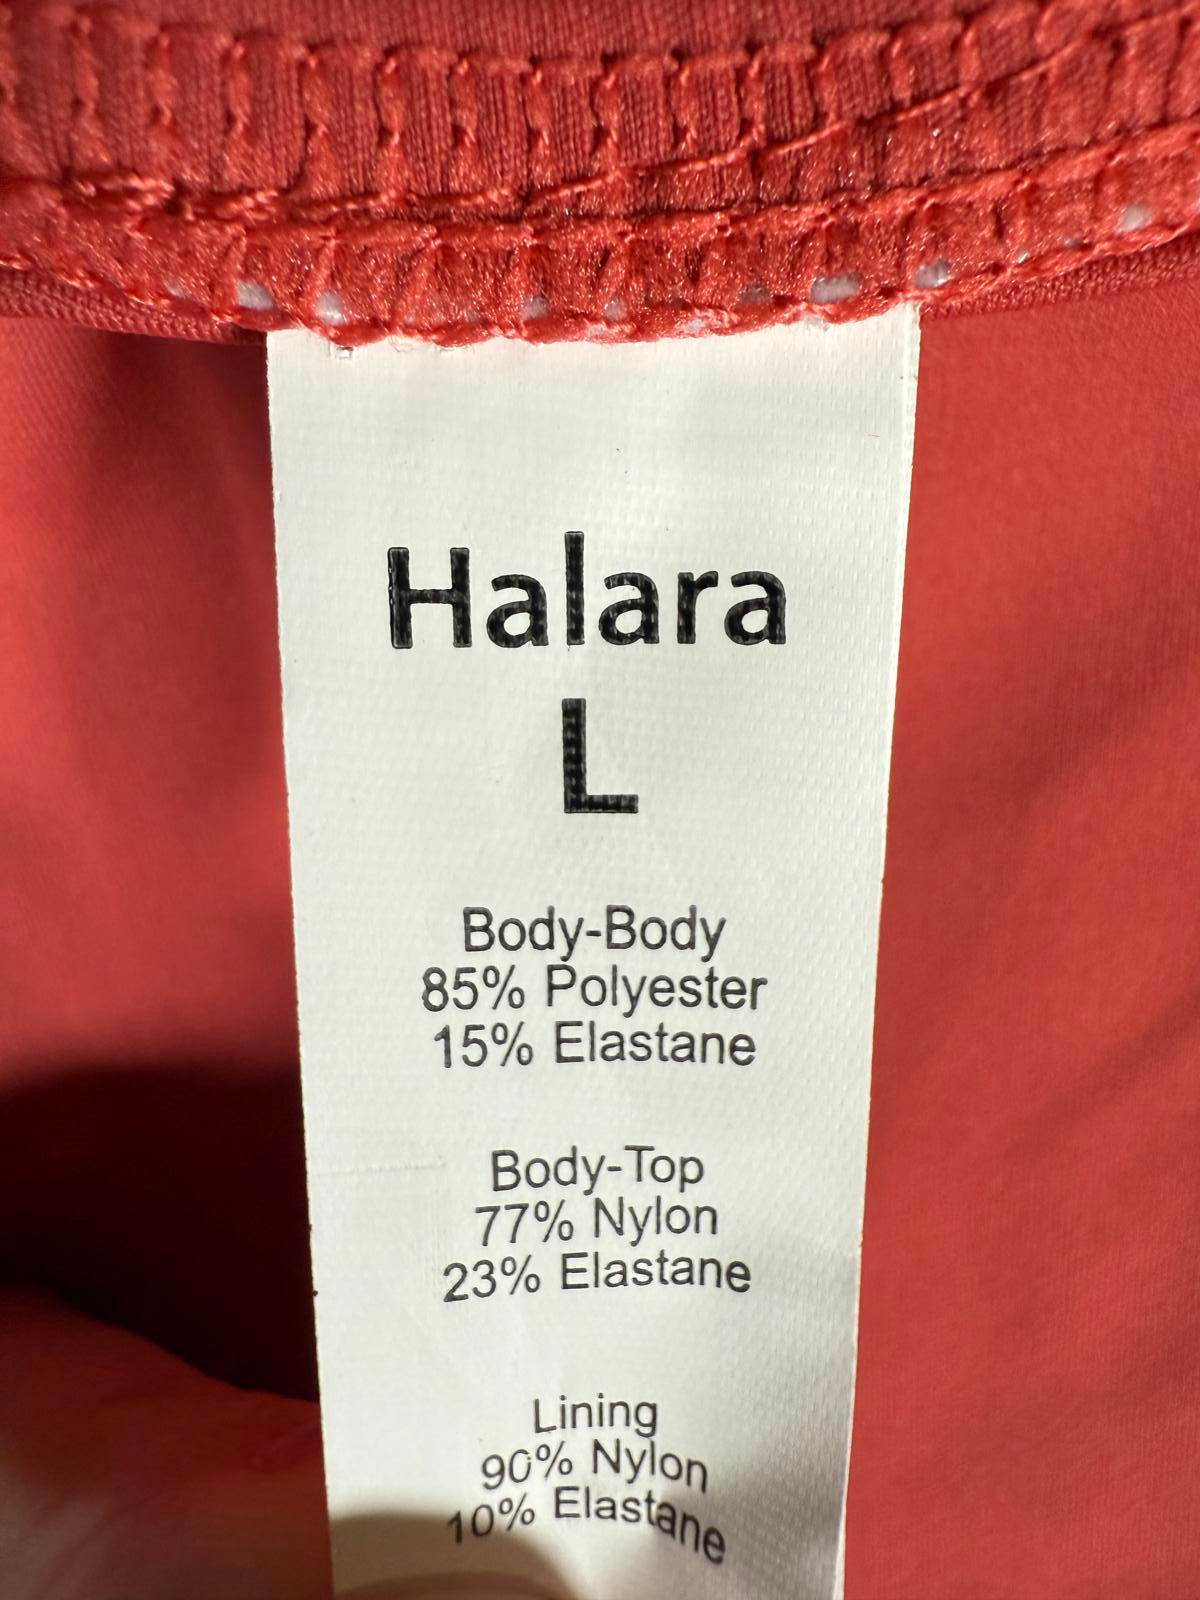 Halara
L
Body-Body
85% Polyester
15% Elastane
Body-Top
77% Nylon
23% Elastane
Lining
90% Nylon
10% Elastane